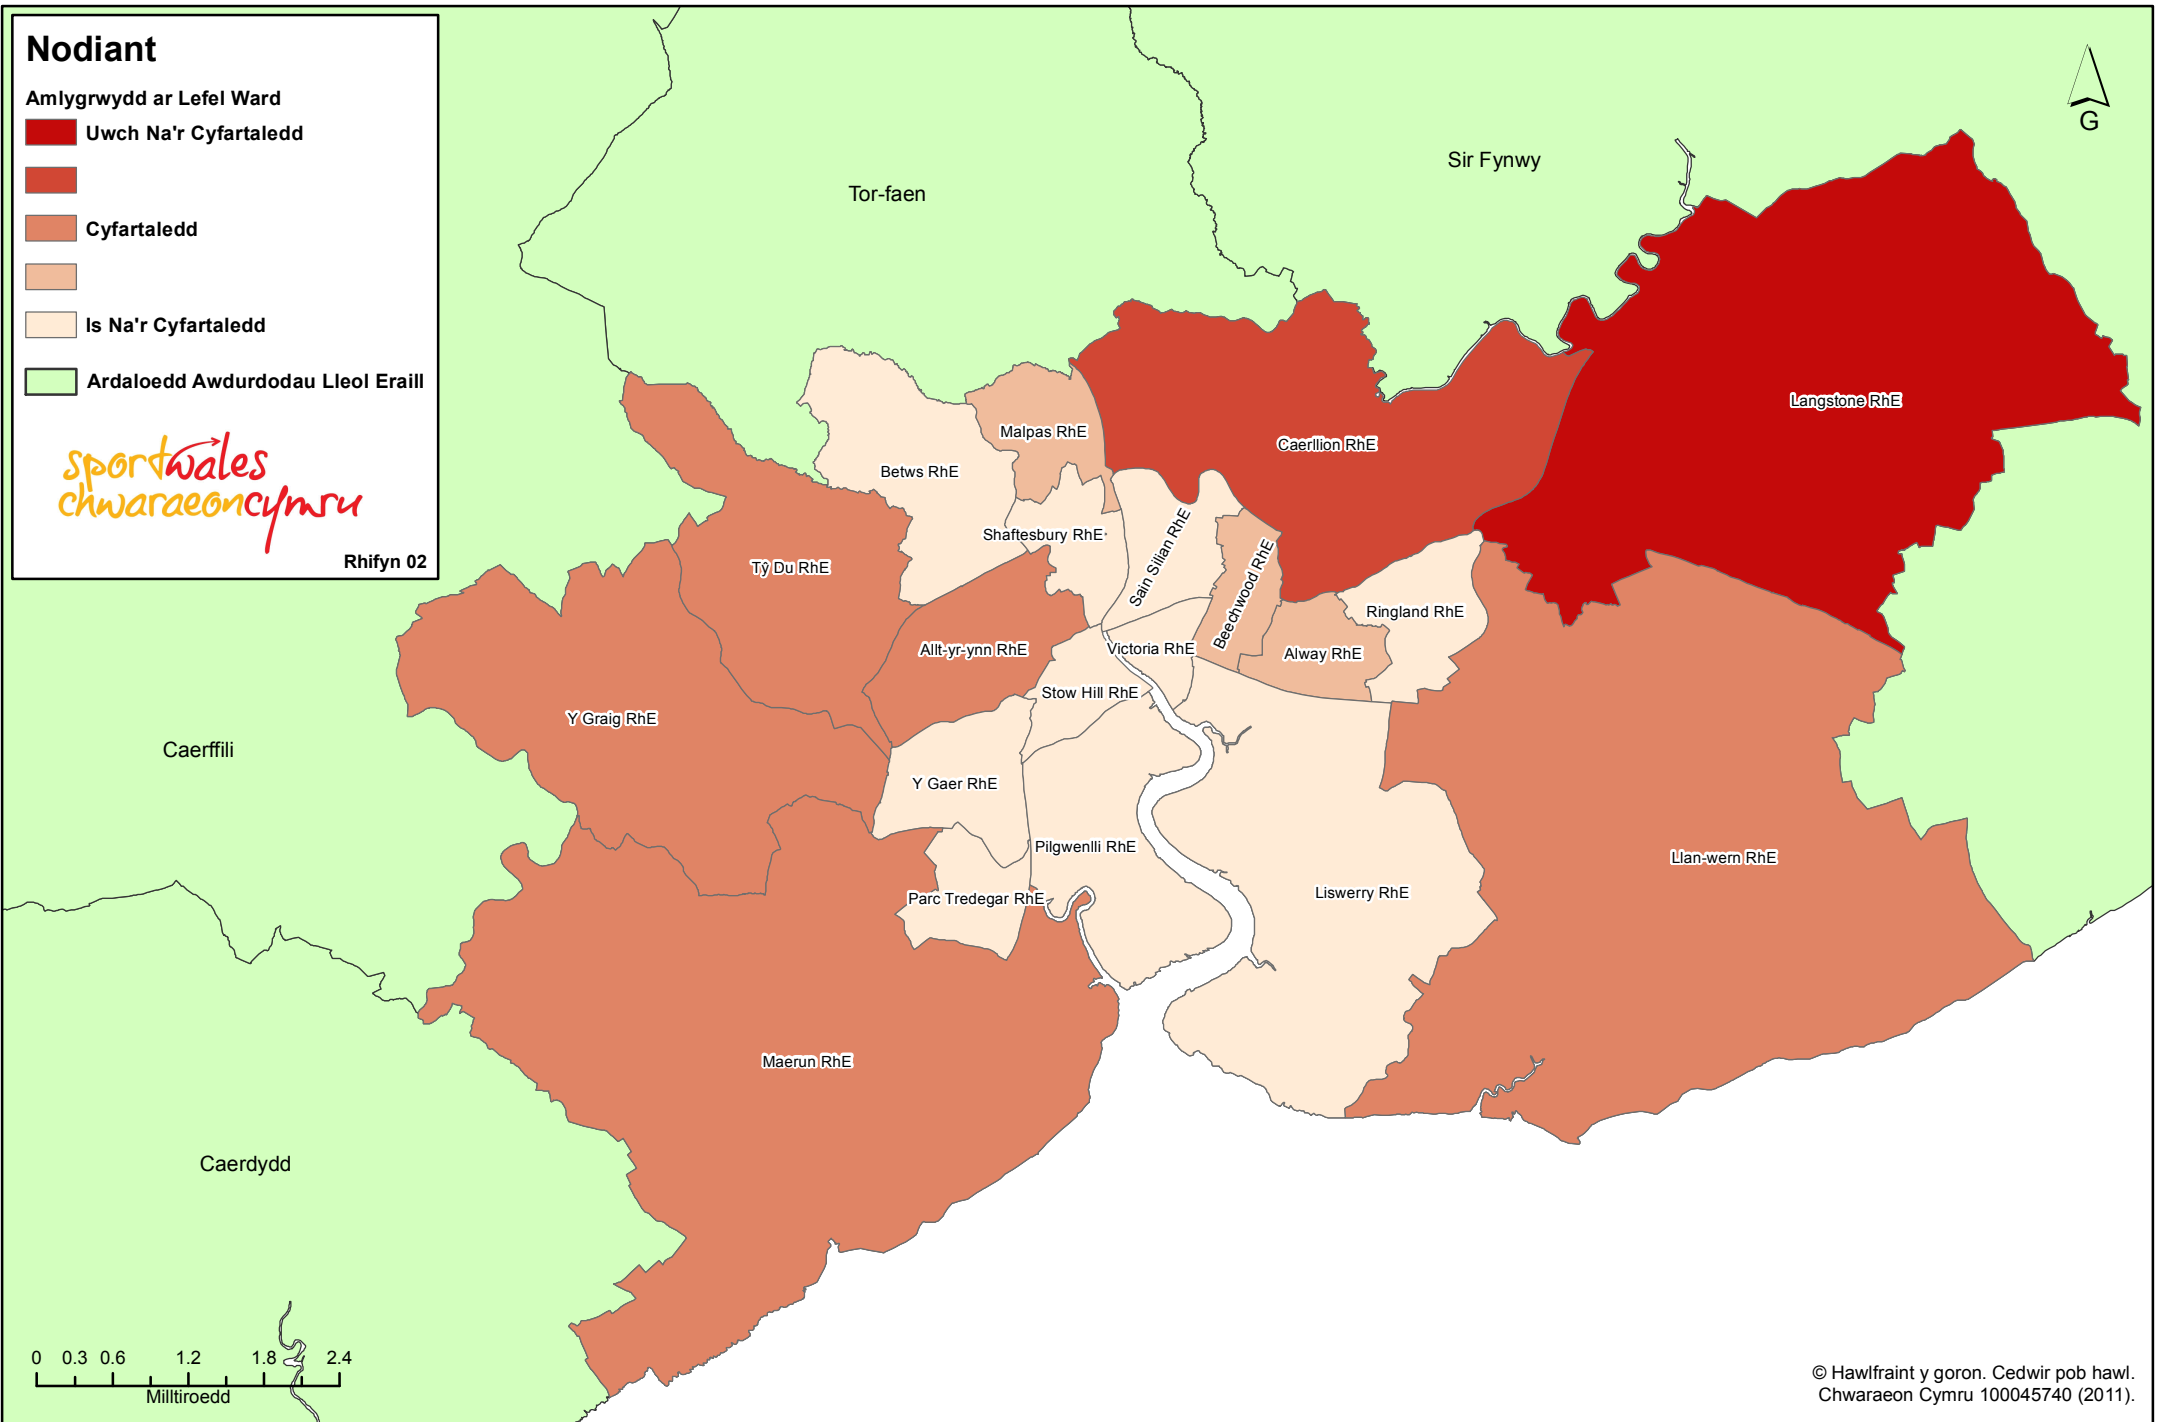 Nodiant
Amlygrwydd ar Lefel Ward
Uwch Na'r Cyfartaledd
Cyfartaledd
Is Na'r Cyfartaledd
Ardaloedd Awdurdodau Lleol Eraill
sportwales
chwaraeoncymru
Rhifyn 02
G
Sir Fynwy
Tor-faen
Langstone RhE
Malpas RhE
Caerllion RhE
Betws RhE
Shaftesbury RhE
Sain Silian RhE
Tŷ Du RhE
Beechwood RhE
Ringland RhE
Allt-yr-ynn RhE
Victoria RhE
Alway RhE
Stow Hill RhE
Y Graig RhE
Caerffili
Y Gaer RhE
Pilgwenlli RhE
Llan-wern RhE
Liswerry RhE
Parc Tredegar RhE
Maerun RhE
Caerdydd
0 0.3 0.6 1.2 1.8 2.4
Milltiroedd
© Hawlfraint y goron. Cedwir pob hawl.
Chwaraeon Cymru 100045740 (2011).